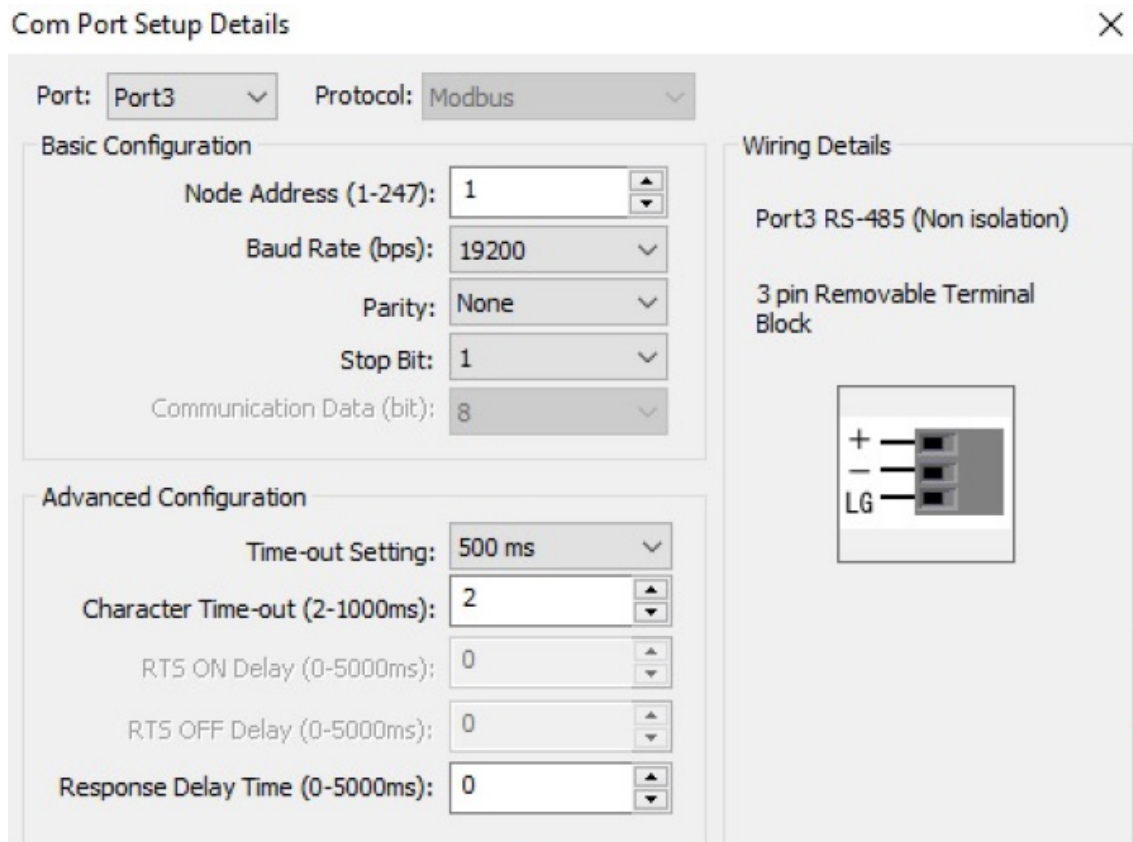 Com Port Setup Details
Port: Port3 Protocol: Modbus
Basic Configuration
Node Address (1-247): 1
Baud Rate (bps): 19200
Parity: None
Stop Bit: 1
Communication Data (bit): 8
Advanced Configuration
Time-out Setting: 500 ms
Character Time-out (2-1000ms): 2
RTS ON Delay (0-5000ms): 0
RTS OFF Delay (0-5000ms): 0
Response Delay Time (0-5000ms): 0
Wiring Details
Port3 RS-485 (Non isolation)
3 pin Removable Terminal
Block
+
−
LG